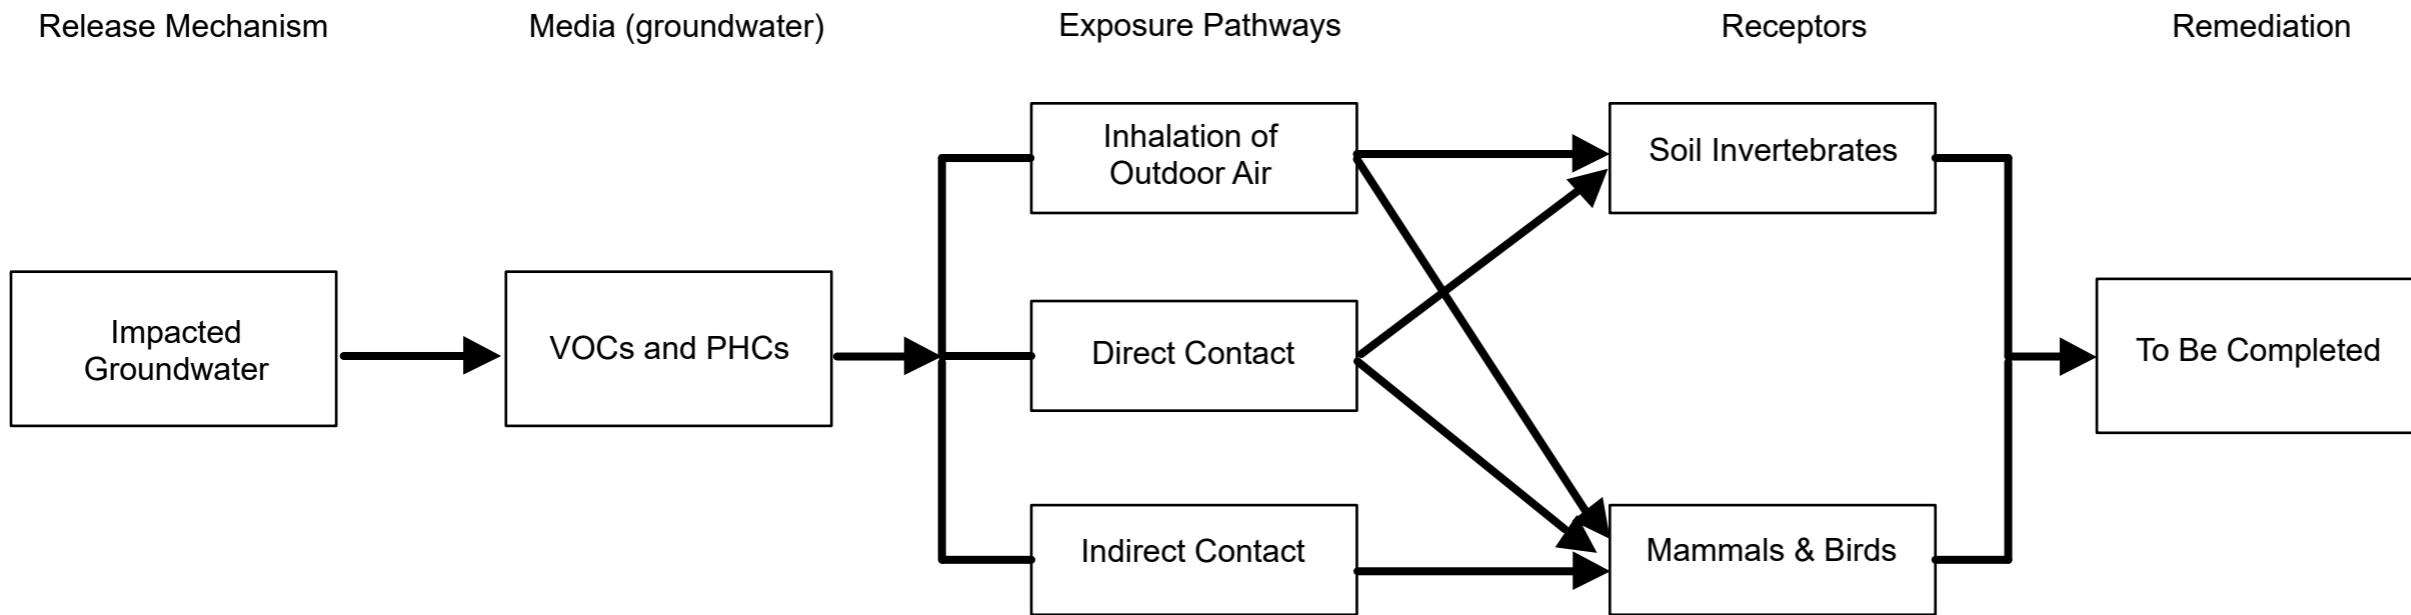 Release Mechanism
Media (groundwater)
Exposure Pathways
Receptors
Remediation
Impacted
Groundwater
VOCs and PHCs
Inhalation of
Outdoor Air
Direct Contact
Indirect Contact
Soil Invertebrates
Mammals & Birds
To Be Completed